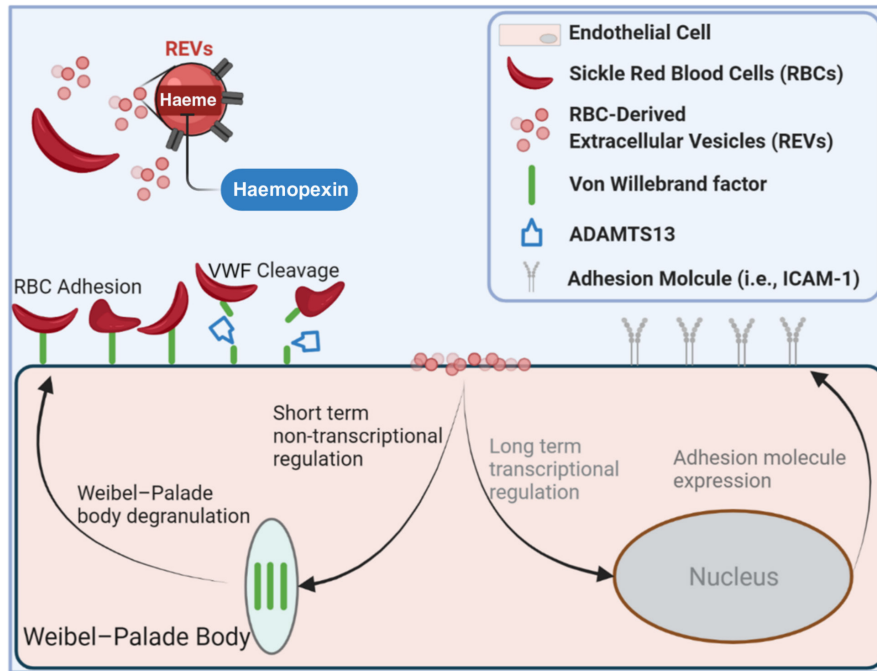 REVs
Haeme
Haemopexin
Endothelial Cell
Sickle Red Blood Cells (RBCs)
RBC-Derived
Extracellular Vesicles (REVs)
Von Willebrand factor
ADAMTS13
Adhesion Molcule (i.e., ICAM-1)
RBC Adhesion
VWF Cleavage
Short term
non-transcriptional
regulation
Long term
transcriptional
regulation
Adhesion molecule
expression
Weibel–Palade
body degranulation
Nucleus
Weibel–Palade Body